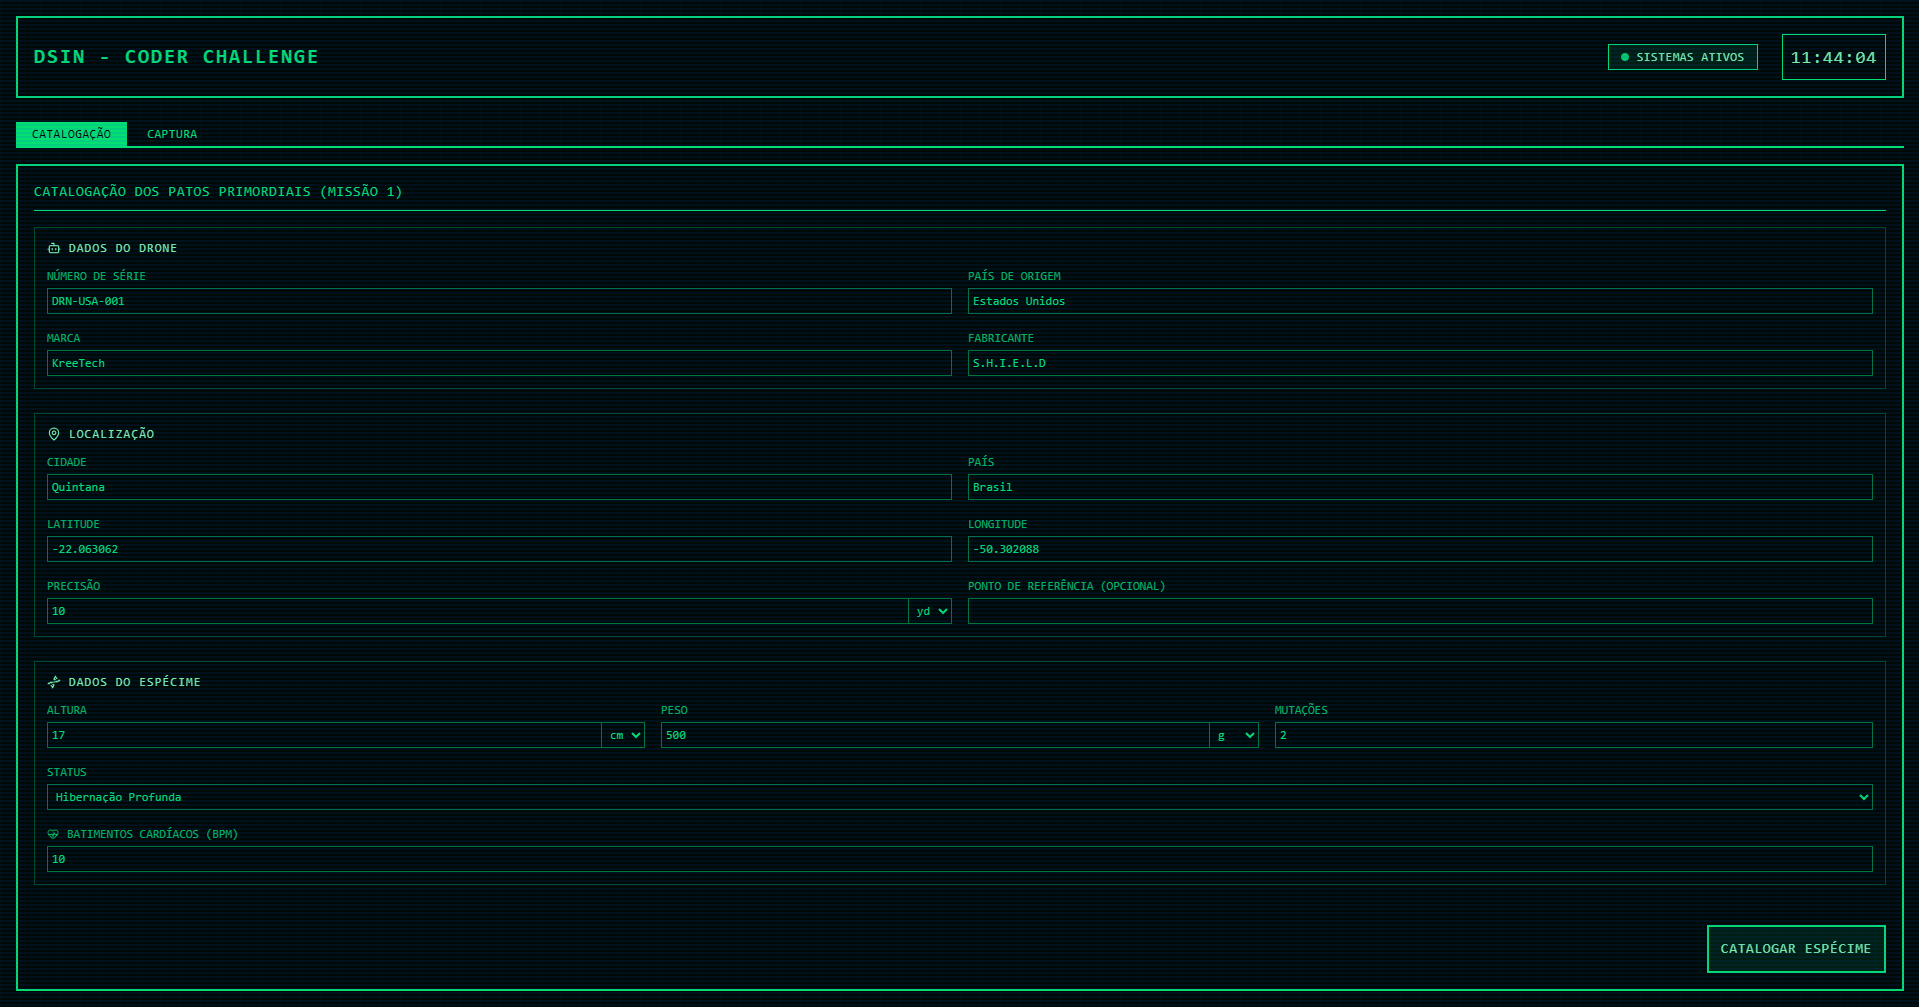 DSIN - CODER CHALLENGE
SISTEMAS ATIVOS
11:44:04
CATALOGAÇÃO CAPTURA
CATALOGAÇÃO DOS PATOS PRIMORDIAIS (MISSÃO 1)
DADOS DO DRONE
NÚMERO DE SÉRIE
DRN-USA-001
PAÍS DE ORIGEM
Estados Unidos
MARCA
KreeTech
FABRICANTE
S.H.I.E.L.D
LOCALIZAÇÃO
CIDADE
Quintana
PAÍS
Brasil
LATITUDE
-22.063062
LONGITUDE
-50.302088
PRECISÃO
10 yd
PONTO DE REFERÊNCIA (OPCIONAL)
DADOS DO ESPÉCIME
ALTURA
17 cm
PESO
500 g
MUTAÇÕES
2
STATUS
Hibernação Profunda
BATIMENTOS CARDÍACOS (BPM)
10
CATALOGAR ESPÉCIME